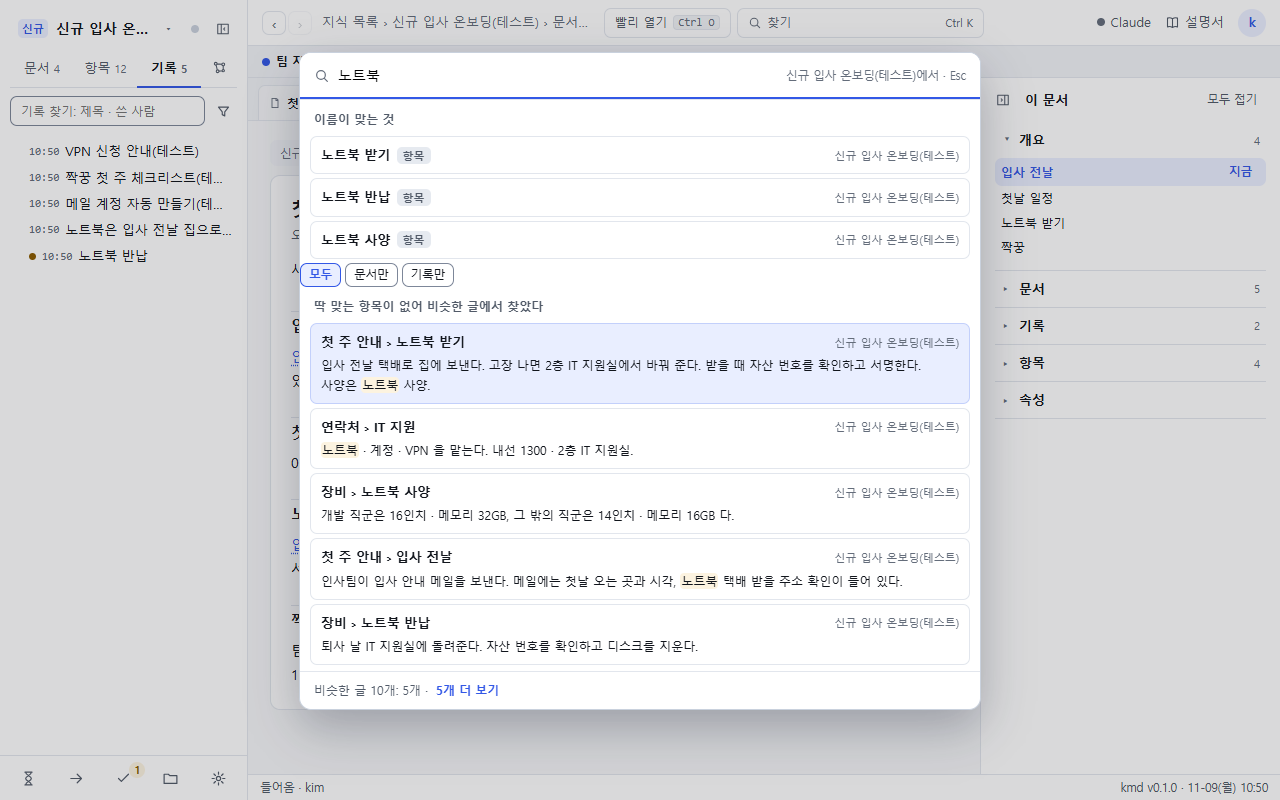 신규 신규 입사 온...
문서 4 항목 12 기록 5
기록 찾기: 제목 · 쓴 사람
10:50 VPN 신청 안내(테스트)
10:50 짝꿍 첫 주 체크리스트(테...
10:50 메일 계정 자동 만들기(테...
10:50 노트북은 입사 전날 집으로...
10:50 노트북 반납
1
지식 목록 › 신규 입사 온보딩(테스트) › 문서...
빨리 열기 Ctrl O
찾기 Ctrl K
Claude 설명서 k
노트북 신규 입사 온보딩(테스트)에서 · Esc
이름이 맞는 것
노트북 받기 항목 신규 입사 온보딩(테스트)
노트북 반납 항목 신규 입사 온보딩(테스트)
노트북 사양 항목 신규 입사 온보딩(테스트)
모두 문서만 기록만
딱 맞는 항목이 없어 비슷한 글에서 찾았다
첫 주 안내 › 노트북 받기 신규 입사 온보딩(테스트)
입사 전날 택배로 집에 보낸다. 고장 나면 2층 IT 지원실에서 바꿔 준다. 받을 때 자산 번호를 확인하고 서명한다.
사양은 노트북 사양.
연락처 › IT 지원 신규 입사 온보딩(테스트)
노트북 · 계정 · VPN 을 맡는다. 내선 1300 · 2층 IT 지원실.
장비 › 노트북 사양 신규 입사 온보딩(테스트)
개발 직군은 16인치 · 메모리 32GB, 그 밖의 직군은 14인치 · 메모리 16GB 다.
첫 주 안내 › 입사 전날 신규 입사 온보딩(테스트)
인사팀이 입사 안내 메일을 보낸다. 메일에는 첫날 오는 곳과 시각, 노트북 택배 받을 주소 확인이 들어 있다.
장비 › 노트북 반납 신규 입사 온보딩(테스트)
퇴사 날 IT 지원실에 돌려준다. 자산 번호를 확인하고 디스크를 지운다.
비슷한 글 10개: 5개 · 5개 더 보기
이 문서 모두 접기
개요 4
입사 전날 지금
첫날 일정
노트북 받기
짝꿍
문서 5
기록 2
항목 4
속성
들어옴 · kim
kmd v0.1.0 · 11-09(월) 10:50